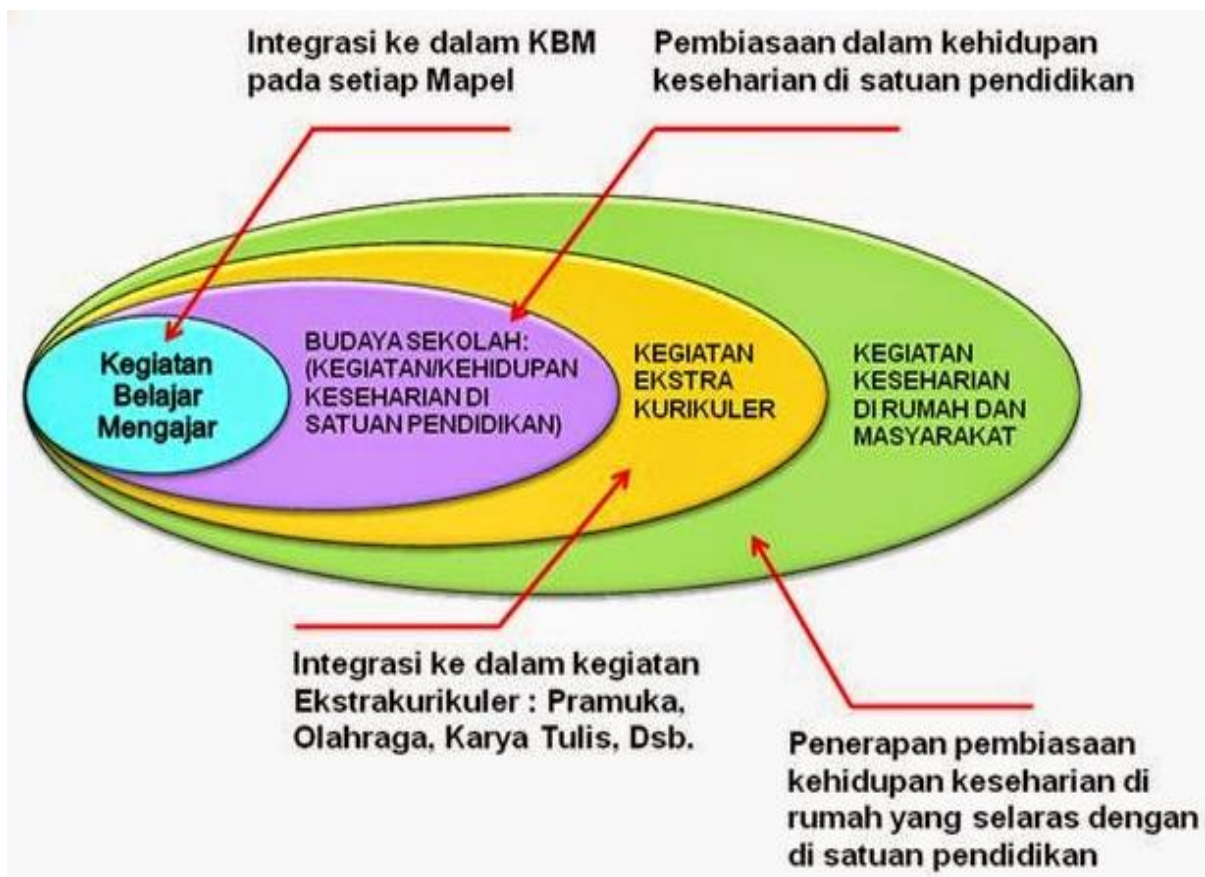 Integrasi ke dalam KBM
pada setiap Mapel
Pembiasaan dalam kehidupan
keseharian di satuan pendidikan
Kegiatan
Belajar
Mengajar
BUDAYA SEKOLAH:
(KEGIATAN/KEHIDUPAN
KESEHARIAN DI
SATUAN PENDIDIKAN)
KEGIATAN
EKSTRA
KURIKULER
KEGIATAN
KESEHARIAN
DI RUMAH DAN
MASYARAKAT
Integrasi ke dalam kegiatan
Ekstrakurikuler : Pramuka,
Olahraga, Karya Tulis, Dsb.
Penerapan pembiasaan
kehidupan keseharian di
rumah yang selaras dengan
di satuan pendidikan